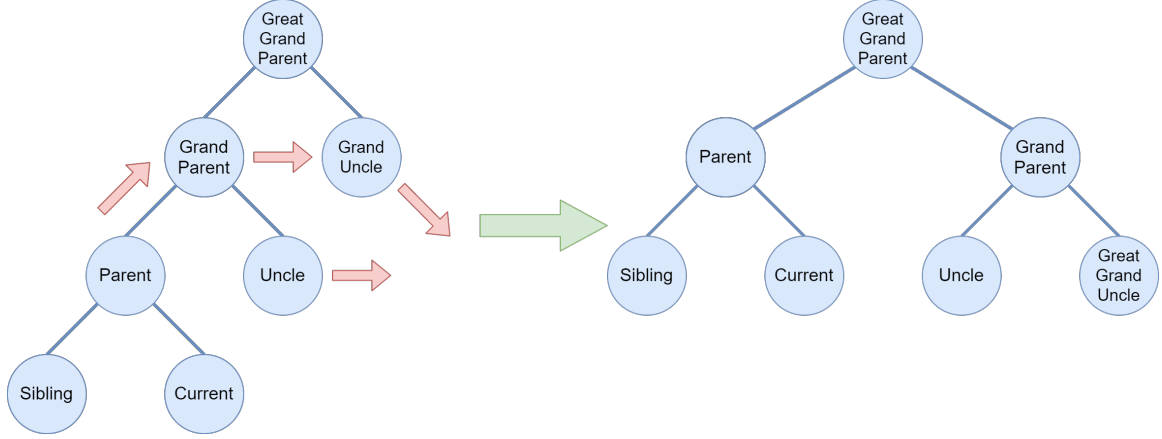 Great
Grand
Parent
Grand
Parent
Grand
Uncle
Parent
Uncle
Sibling
Current
Great
Grand
Parent
Parent
Grand
Parent
Sibling
Current
Uncle
Great
Grand
Uncle